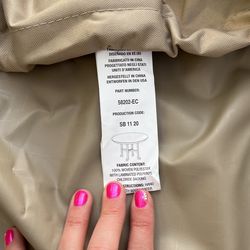 DISEÑADO EN EE.UU.
FABRICATO IN CINA
PROGETTATO NEGLI STATI
UNITI D'AMERICA
HERGESTELLT IN CHINA
ENTWORFEN IN DEN USA
PART NUMBER:
58202-EC
PRODUCTION CODE:
SB 11 20
FABRIC CONTENT:
100% WOVEN POLYESTER
WITH LAMINATED POLYVINYL
CHLORIDE BACKING